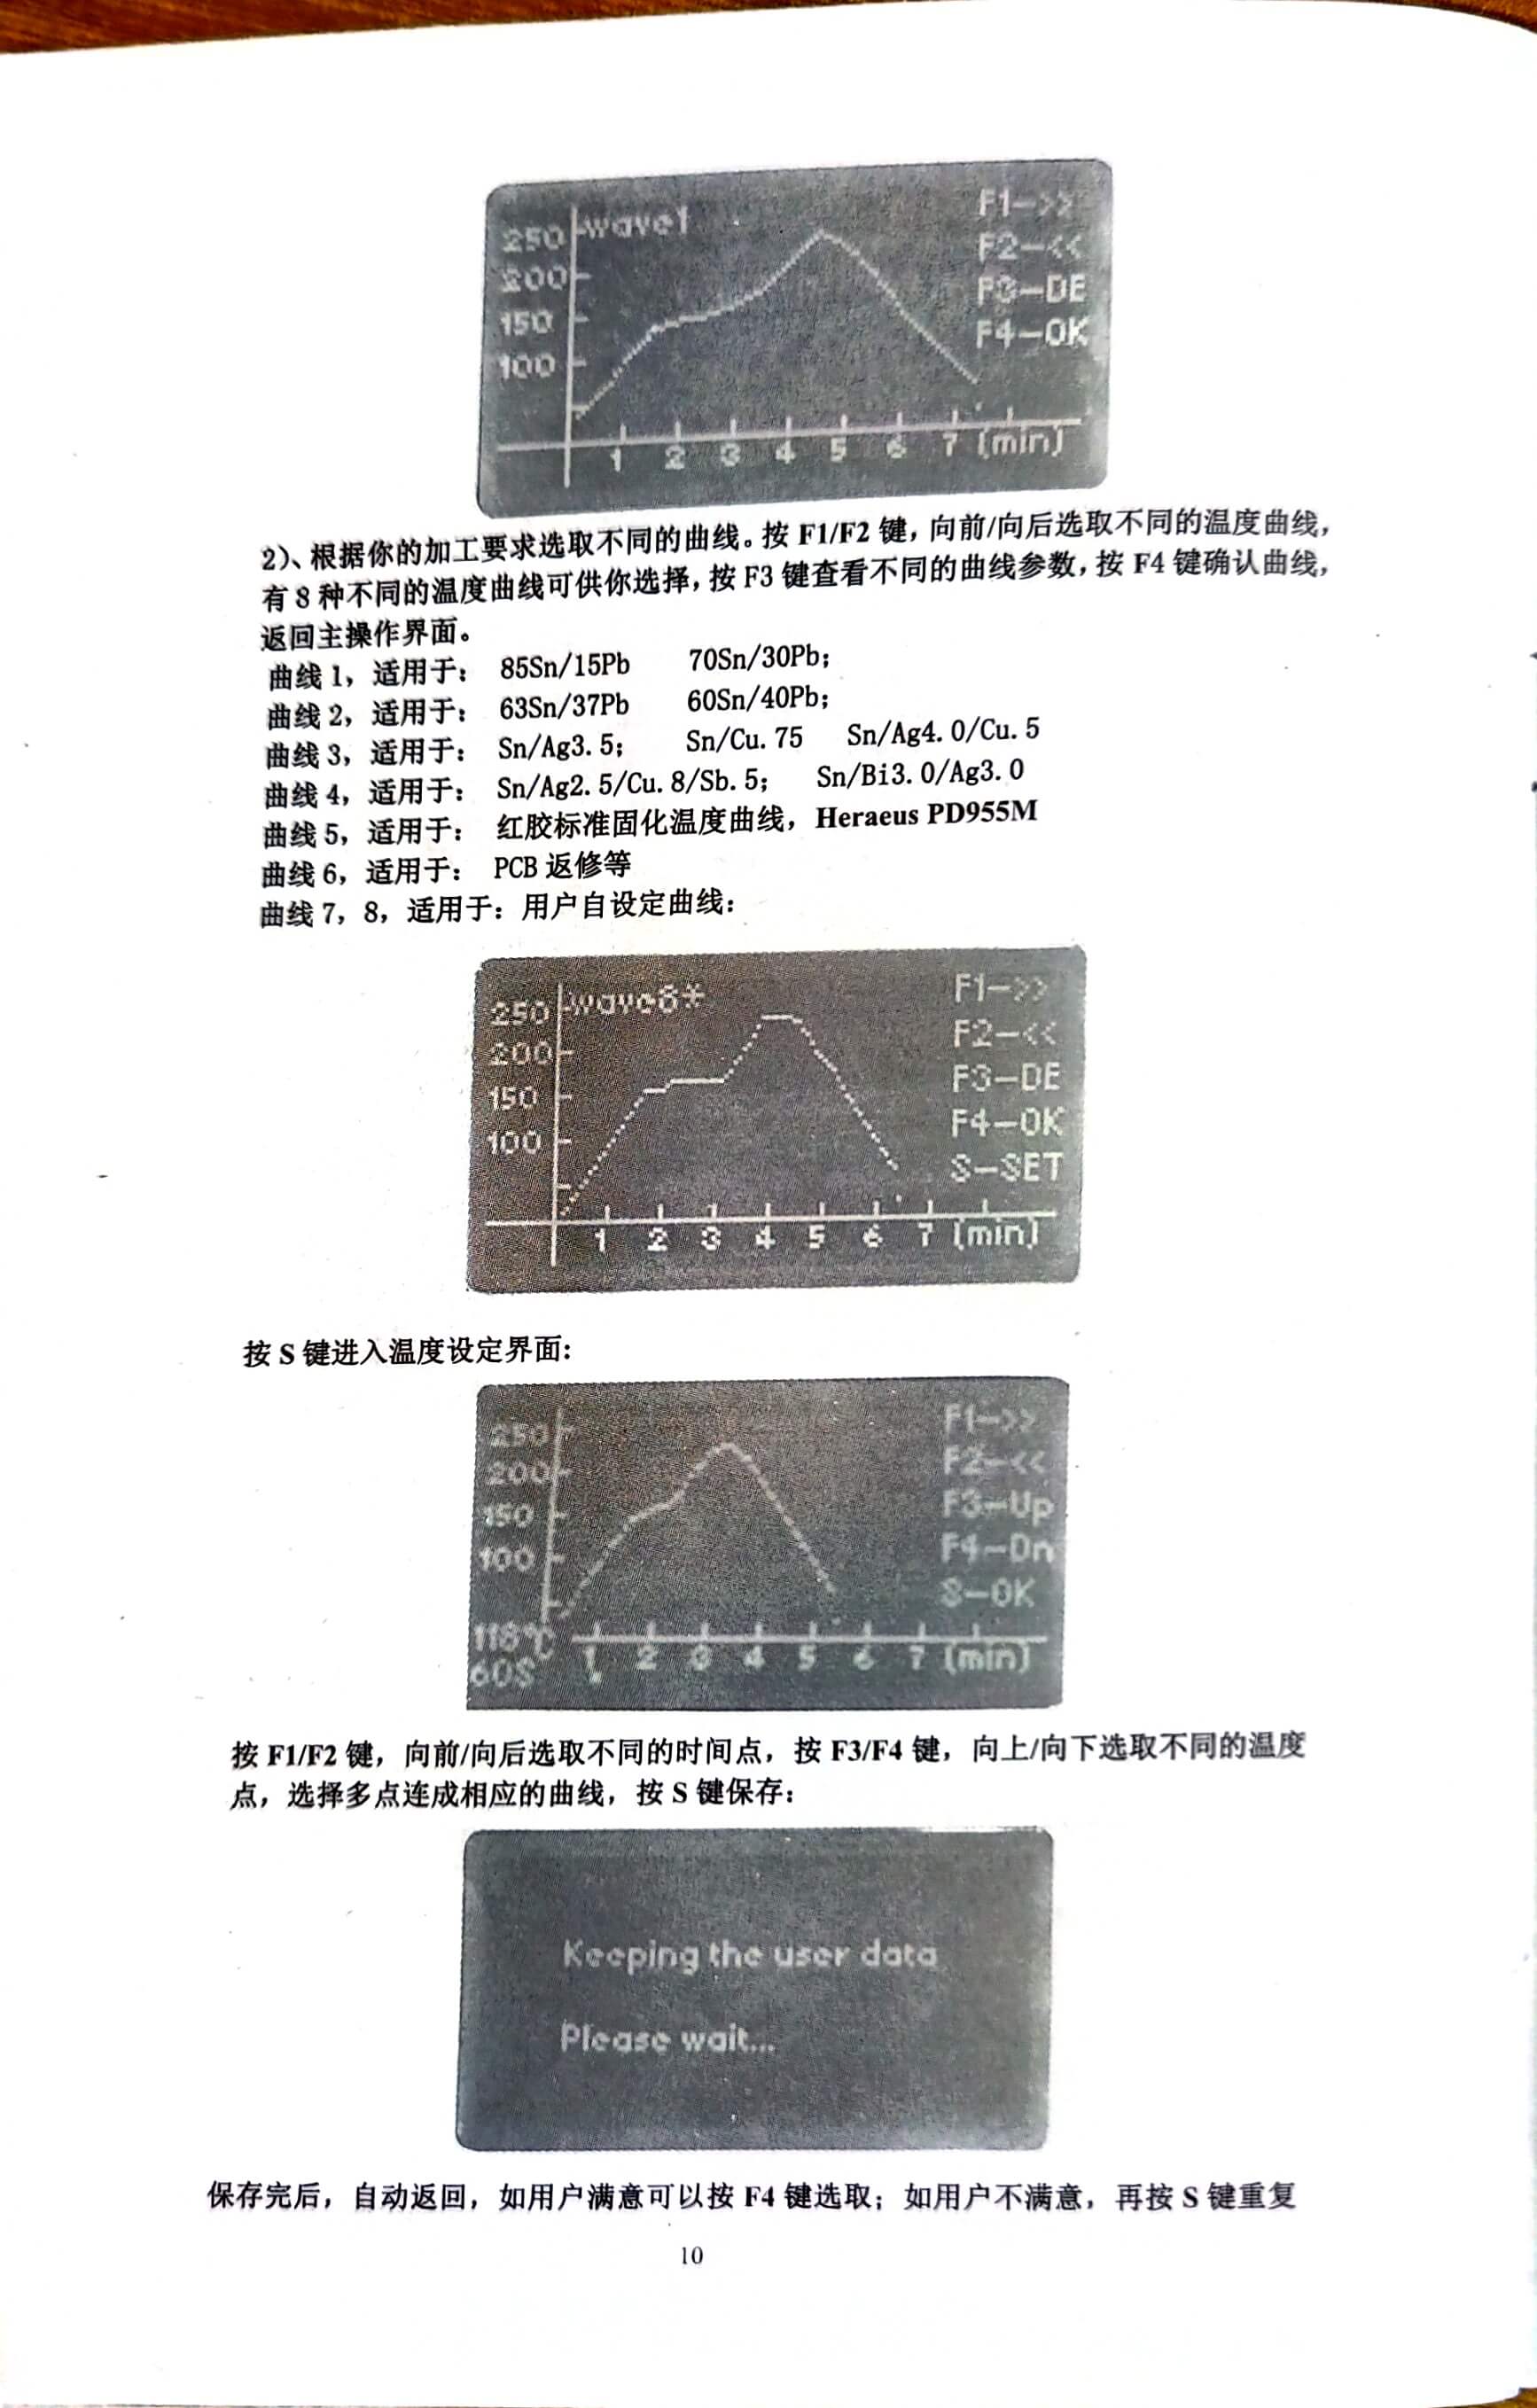 wave1
F1->>
250
F2-<<
200
F3-DE
150
F4-OK
100
1 2 3 4 5 6 7 (min)
2)、根据你的加工要求选取不同的曲线。按 F1/F2 键，向前/向后选取不同的温度曲线，
有 8 种不同的温度曲线可供你选择，按 F3 键查看不同的曲线参数，按 F4 键确认曲线，
返回主操作界面。
曲线 1，适用于： 85Sn/15Pb 70Sn/30Pb；
曲线 2，适用于： 63Sn/37Pb 60Sn/40Pb；
曲线 3，适用于： Sn/Ag3.5； Sn/Cu.75 Sn/Ag4.0/Cu.5
曲线 4，适用于： Sn/Ag2.5/Cu.8/Sb.5； Sn/Bi3.0/Ag3.0
曲线 5，适用于： 红胶标准固化温度曲线，Heraeus PD955M
曲线 6，适用于： PCB 返修等
曲线 7，8，适用于：用户自设定曲线：
wave8*
F1->>
250
F2-<<
200
F3-DE
150
F4-OK
100
S-SET
1 2 3 4 5 6 7 (min)
按 S 键进入温度设定界面:
F1->>
250
F2-<<
200
F3-Up
150
F4-Dn
100
S-OK
118℃
60S
1 2 3 4 5 6 7 (min)
按 F1/F2 键，向前/向后选取不同的时间点，按 F3/F4 键，向上/向下选取不同的温度
点，选择多点连成相应的曲线，按 S 键保存：
Keeping the user data
Please wait...
保存完后，自动返回，如用户满意可以按 F4 键选取；如用户不满意，再按 S 键重复
10